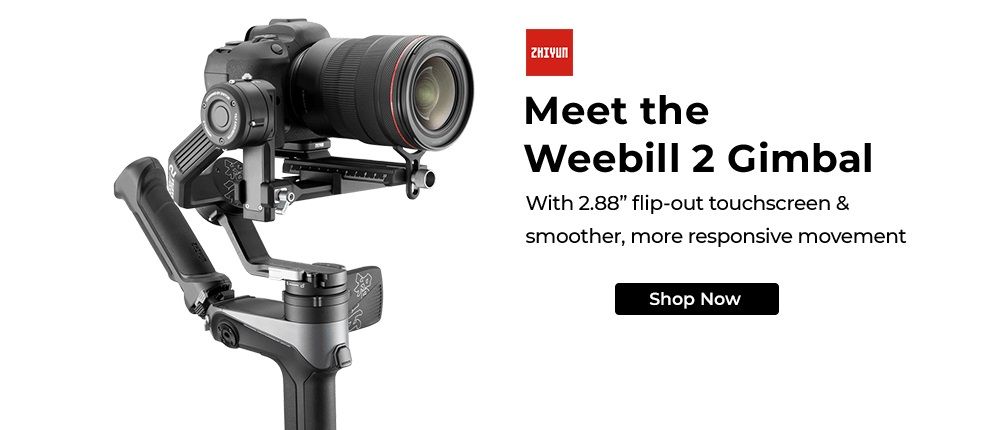 ZHIYUN
Meet the
Weebill 2 Gimbal
With 2.88” flip-out touchscreen &
smoother, more responsive movement
Shop Now